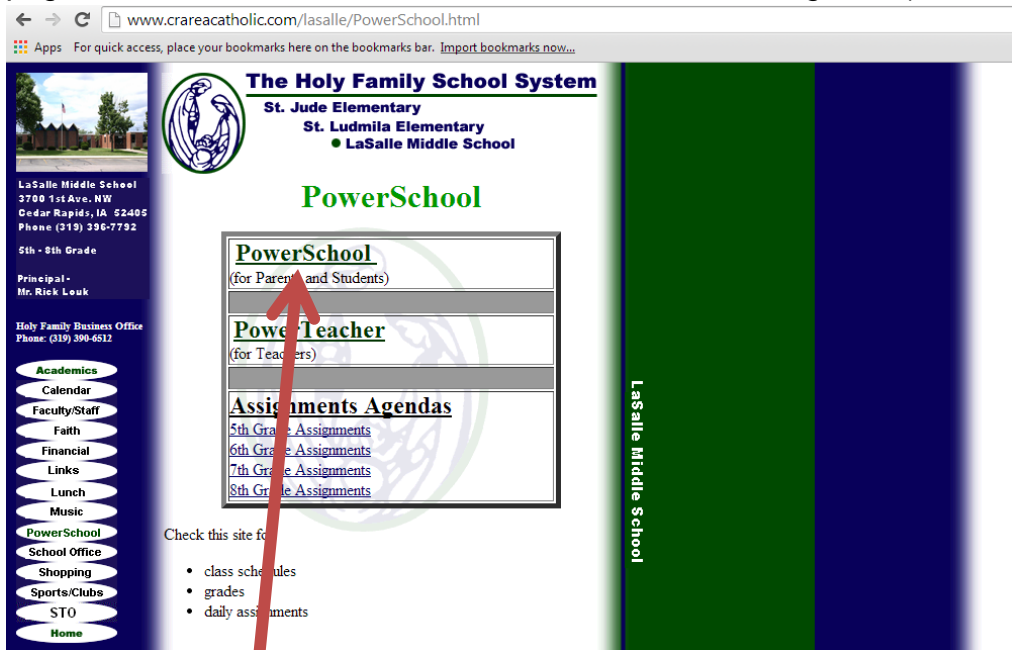 www.crareacatholic.com/lasalle/PowerSchool.html
Apps For quick access, place your bookmarks here on the bookmarks bar. Import bookmarks now...
The Holy Family School System
St. Jude Elementary
St. Ludmila Elementary
• LaSalle Middle School
LaSalle Middle School
3700 1st Ave. NW
Cedar Rapids, IA 52405
Phone (319) 396-7792
5th - 8th Grade
Principal -
Mr. Rick Louk
Holy Family Business Office
Phone: (319) 390-6512
Academics
Calendar
Faculty/Staff
Faith
Financial
Links
Lunch
Music
PowerSchool
School Office
Shopping
Sports/Clubs
STO
Home
PowerSchool
PowerSchool
(for Parents and Students)
PowerTeacher
(for Teachers)
Assignments Agendas
5th Grade Assignments
6th Grade Assignments
7th Grade Assignments
8th Grade Assignments
Check this site for
• class schedules
• grades
• daily assignments
LaSalle Middle School